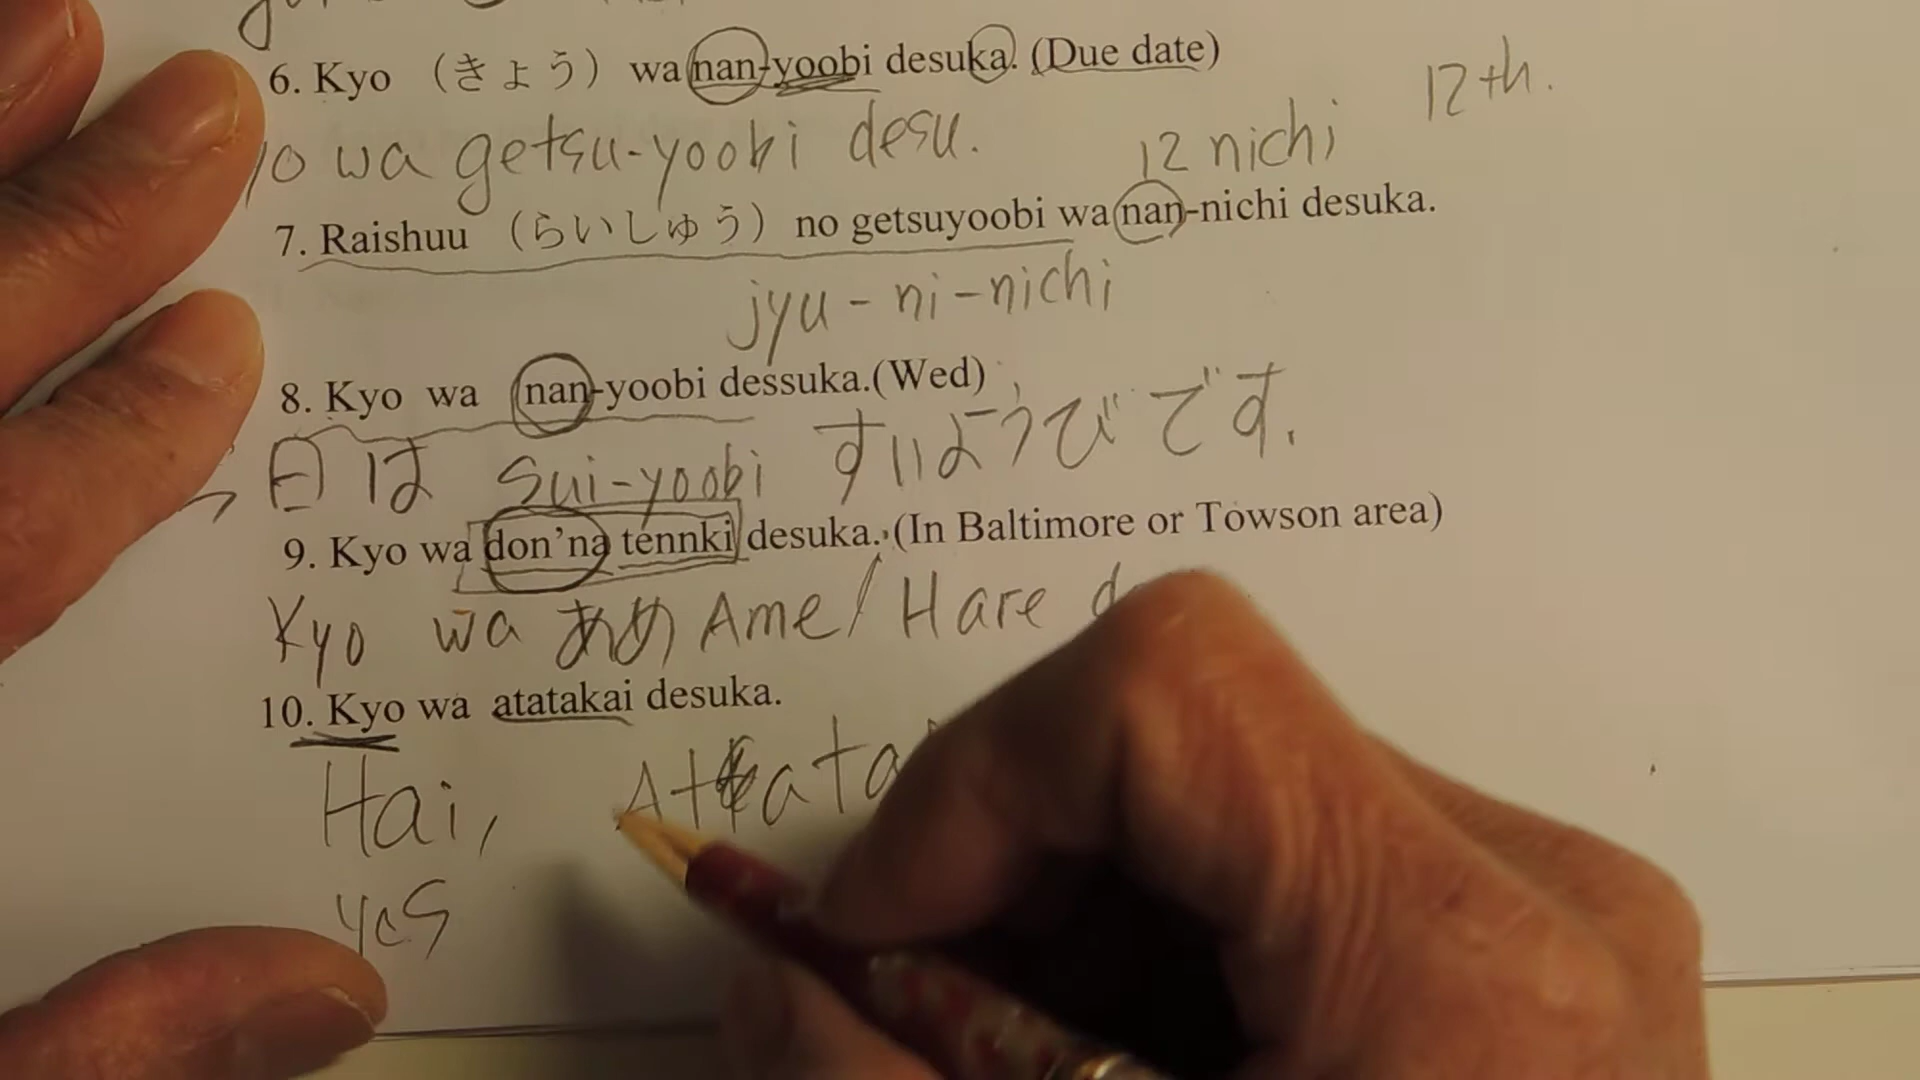 6. Kyo （きょう） wa nan-yoobi desuka. (Due date)
12th.
yo wa getsu-yoobi desu.
12 nichi
7. Raishuu （らいしゅう） no getsuyoobi wa nan-nichi desuka.
jyu-ni-nichi
8. Kyo wa nan-yoobi dessuka.(Wed)
日は sui-yoobi すいようびです.
9. Kyo wa don'na tennki desuka. (In Baltimore or Towson area)
Kyo wa あめ Ame/ Hare d
10. Kyo wa atatakai desuka.
Hai, Atata
yes